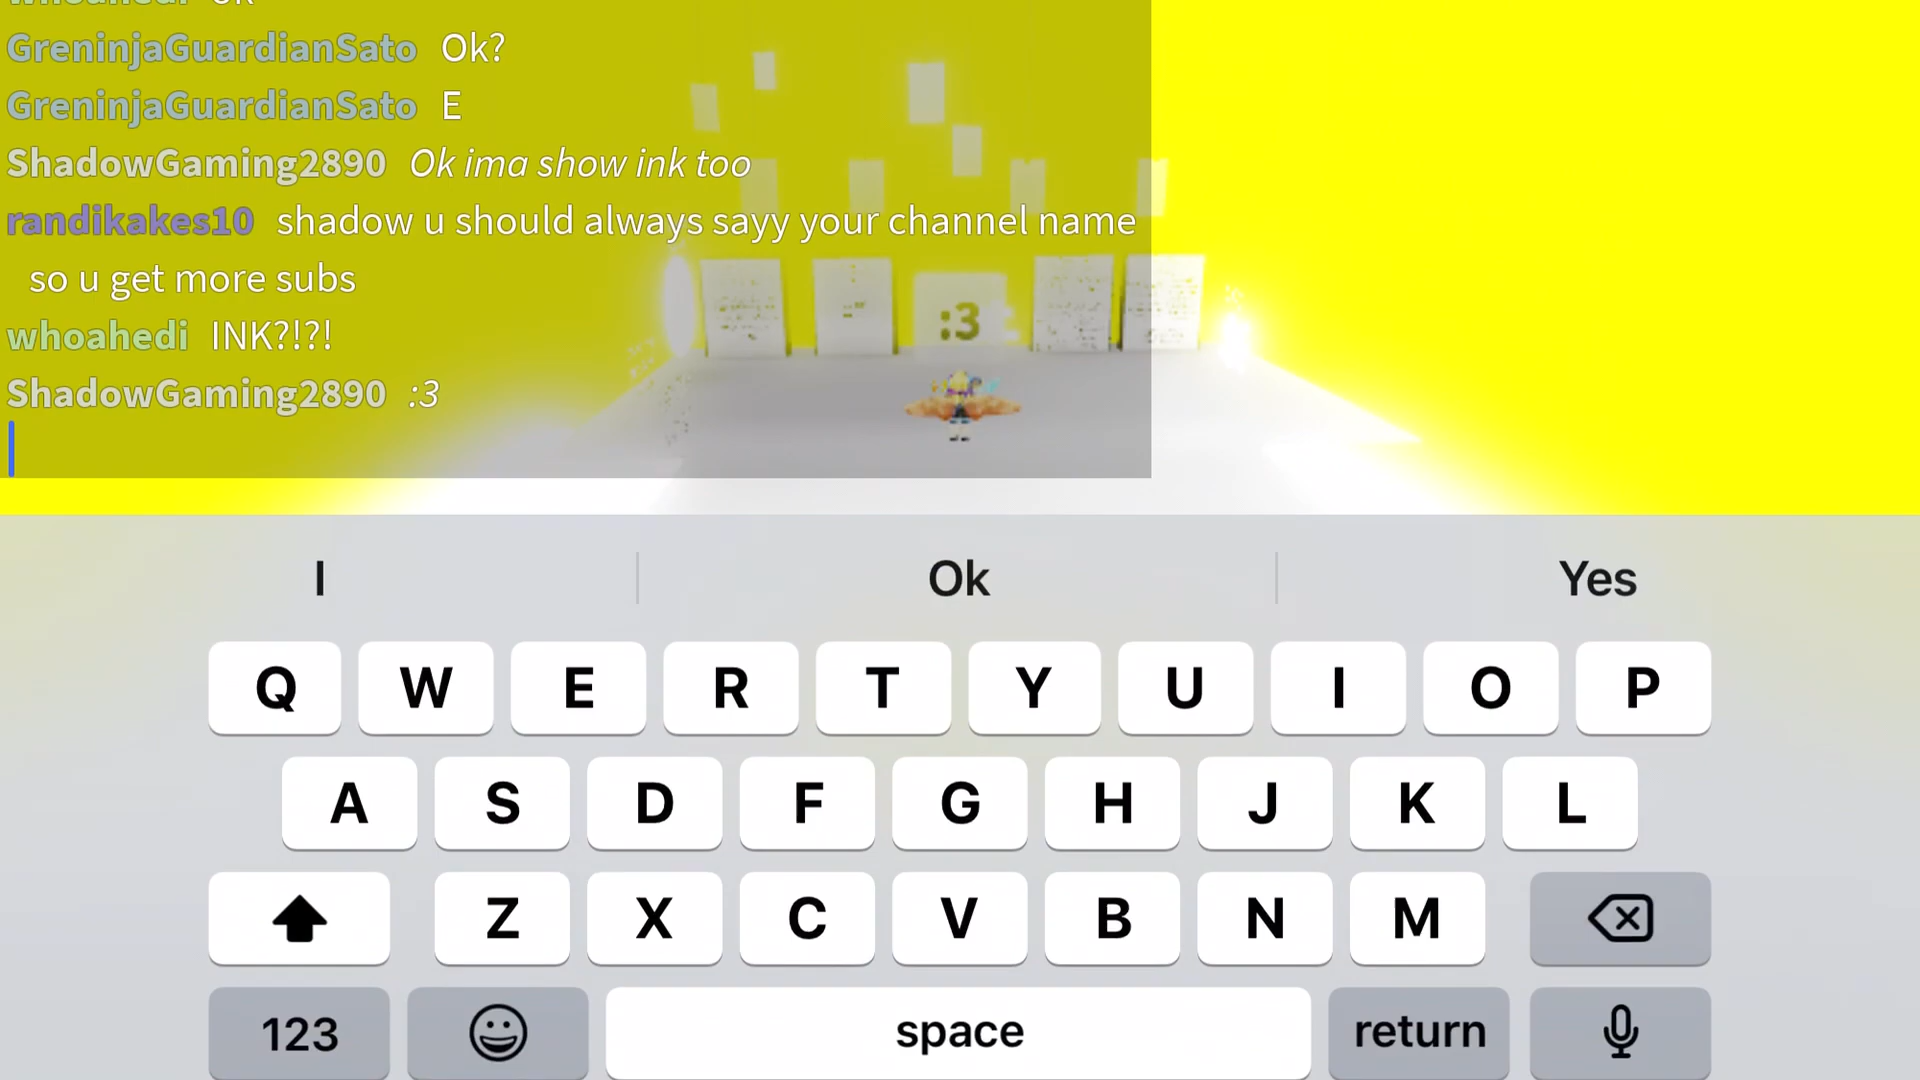 GreninjaGuardianSato Ok?
GreninjaGuardianSato E
ShadowGaming2890 Ok ima show ink too
randikakes10 shadow u should always sayy your channel name
so u get more subs
whoahedi INK?!?!
:3
ShadowGaming2890 :3
I Ok Yes
Q W E R T Y U I O P
A S D F G H J K L
Z X C V B N M
123 space return